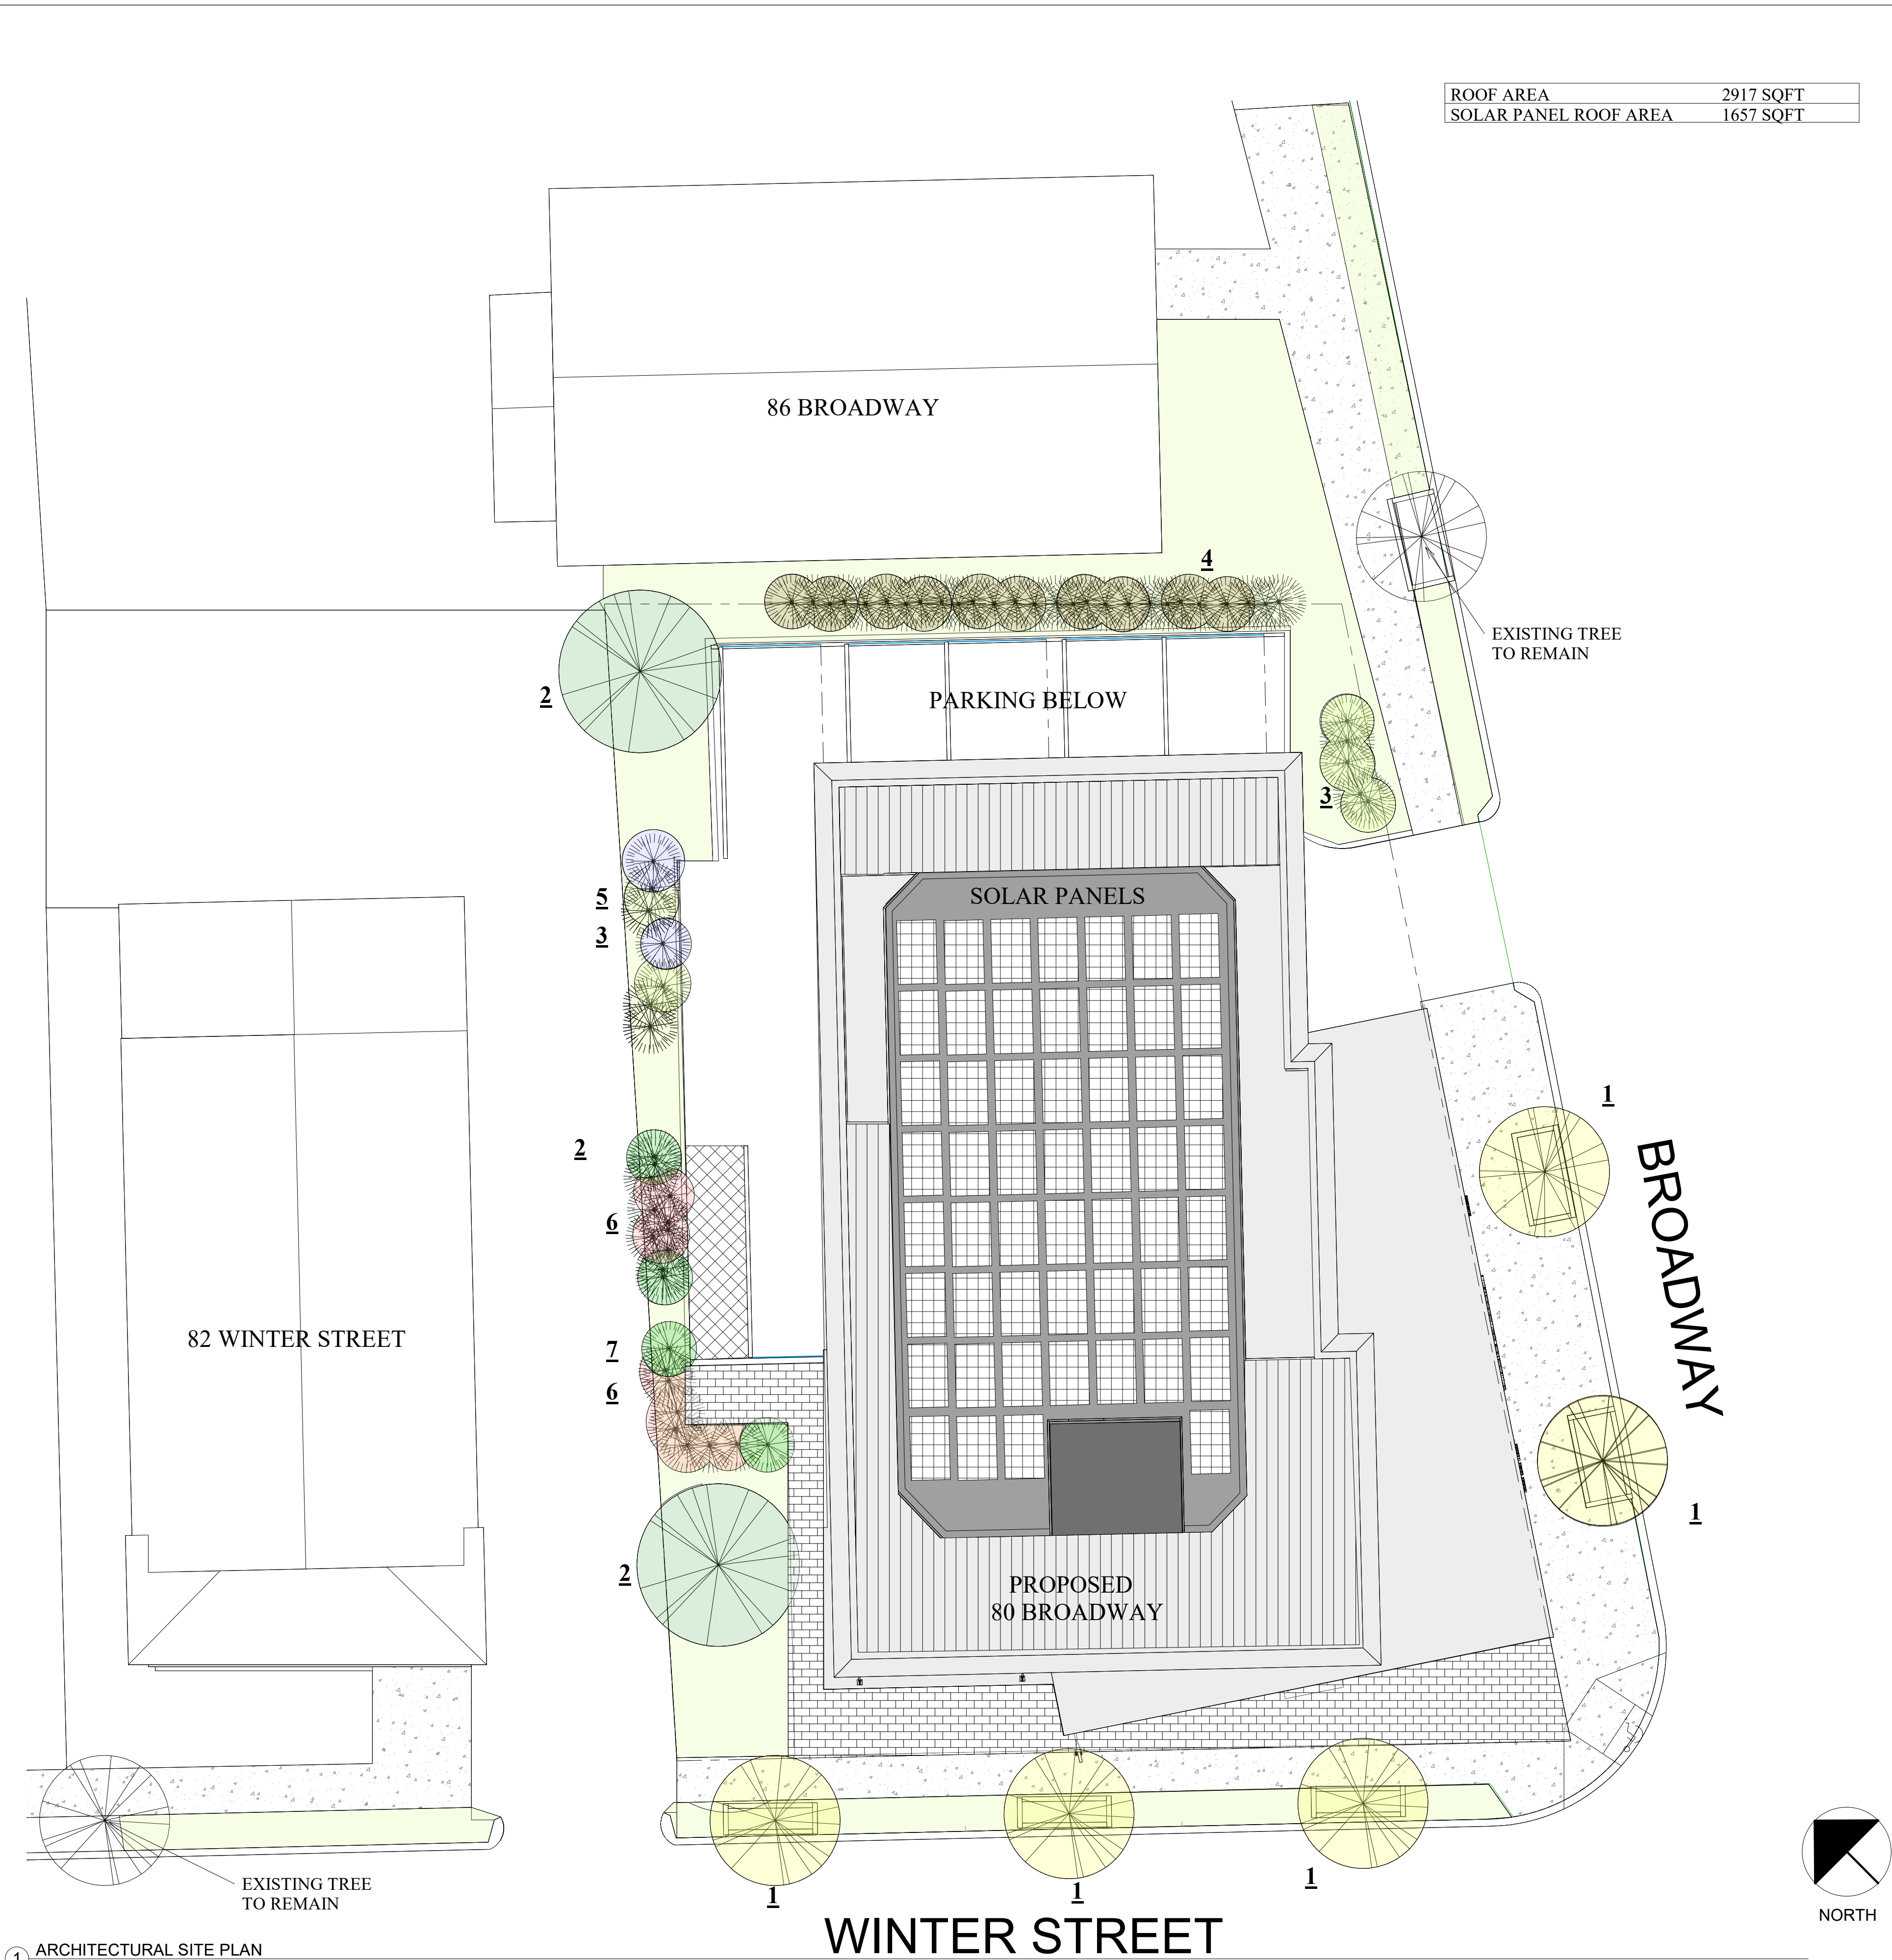 ROOF AREA 2917 SQFT
SOLAR PANEL ROOF AREA 1657 SQFT
86 BROADWAY
4
EXISTING TREE
TO REMAIN
2
PARKING BELOW
3
5
SOLAR PANELS
3
1
2
BROADWAY
6
82 WINTER STREET
7
6
1
2
PROPOSED
80 BROADWAY
EXISTING TREE
TO REMAIN
1
1
1
NORTH
WINTER STREET
1 ARCHITECTURAL SITE PLAN